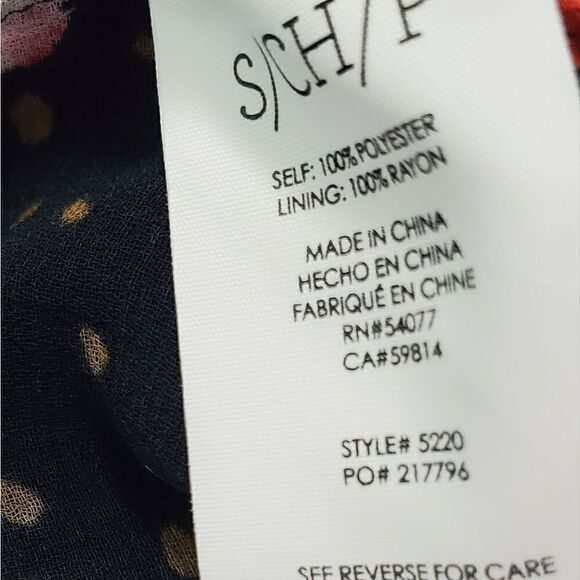 S/CH/P
SELF: 100% POLYESTER
LINING: 100% RAYON
MADE IN CHINA
HECHO EN CHINA
FABRIQUÉ EN CHINE
RN#54077
CA#59814
STYLE# 5220
PO# 217796
SEE REVERSE FOR CARE